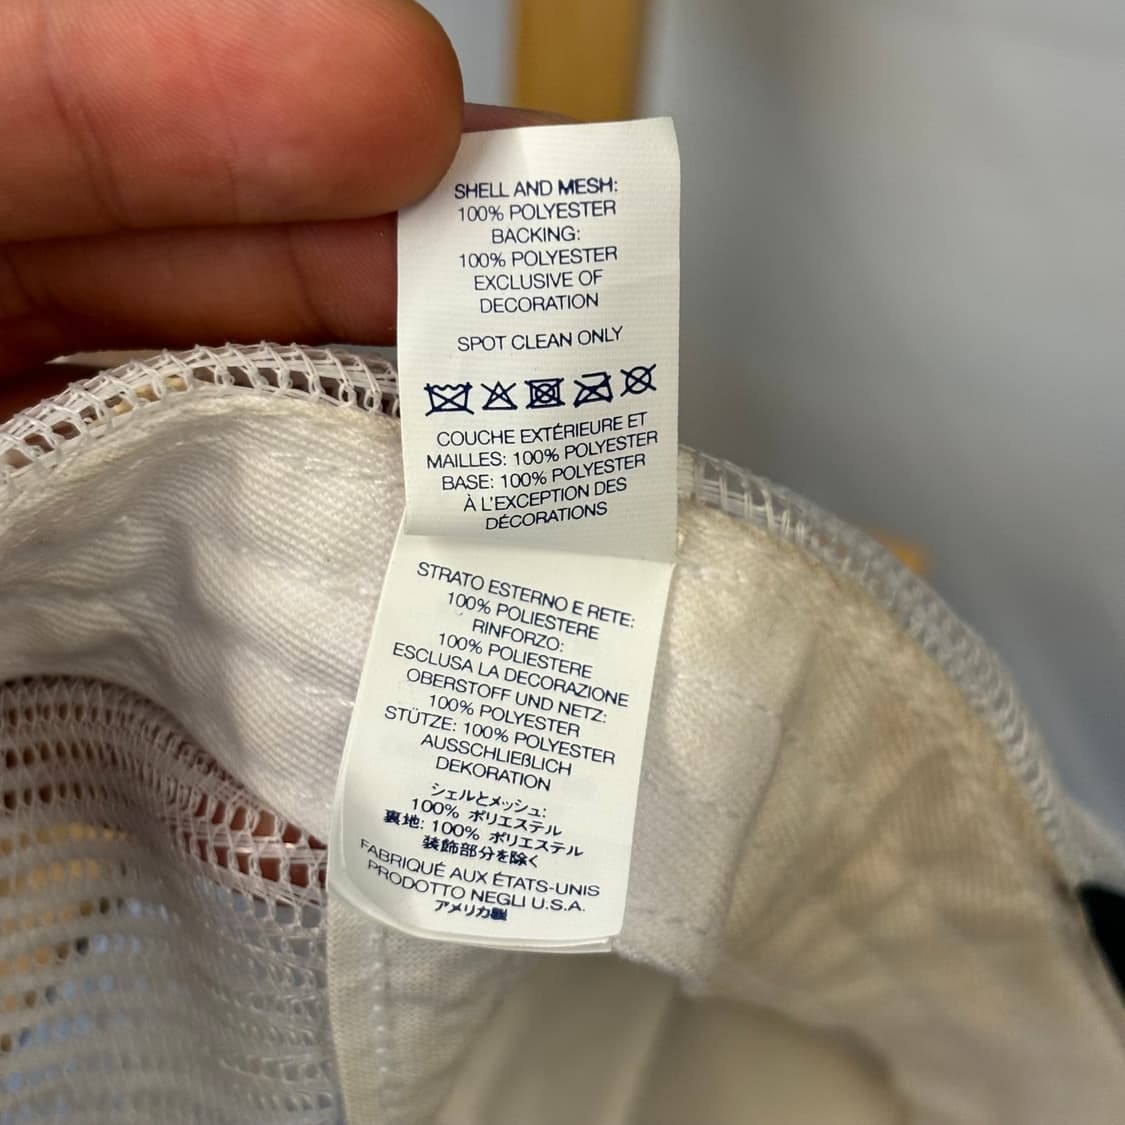 SHELL AND MESH:
100% POLYESTER
BACKING:
100% POLYESTER
EXCLUSIVE OF
DECORATION
SPOT CLEAN ONLY
COUCHE EXTÉRIEURE ET
MAILLES: 100% POLYESTER
BASE: 100% POLYESTER
À L'EXCEPTION DES
DÉCORATIONS
STRATO ESTERNO E RETE:
100% POLIESTERE
RINFORZO:
100% POLIESTERE
ESCLUSA LA DECORAZIONE
OBERSTOFF UND NETZ:
100% POLYESTER
STÜTZE: 100% POLYESTER
AUSSCHLIEßLICH
DEKORATION
シェルとメッシュ:
100% ポリエステル
裏地: 100% ポリエステル
装飾部分を除く
FABRIQUÉ AUX ÉTATS-UNIS
PRODOTTO NEGLI U.S.A.
アメリカ製